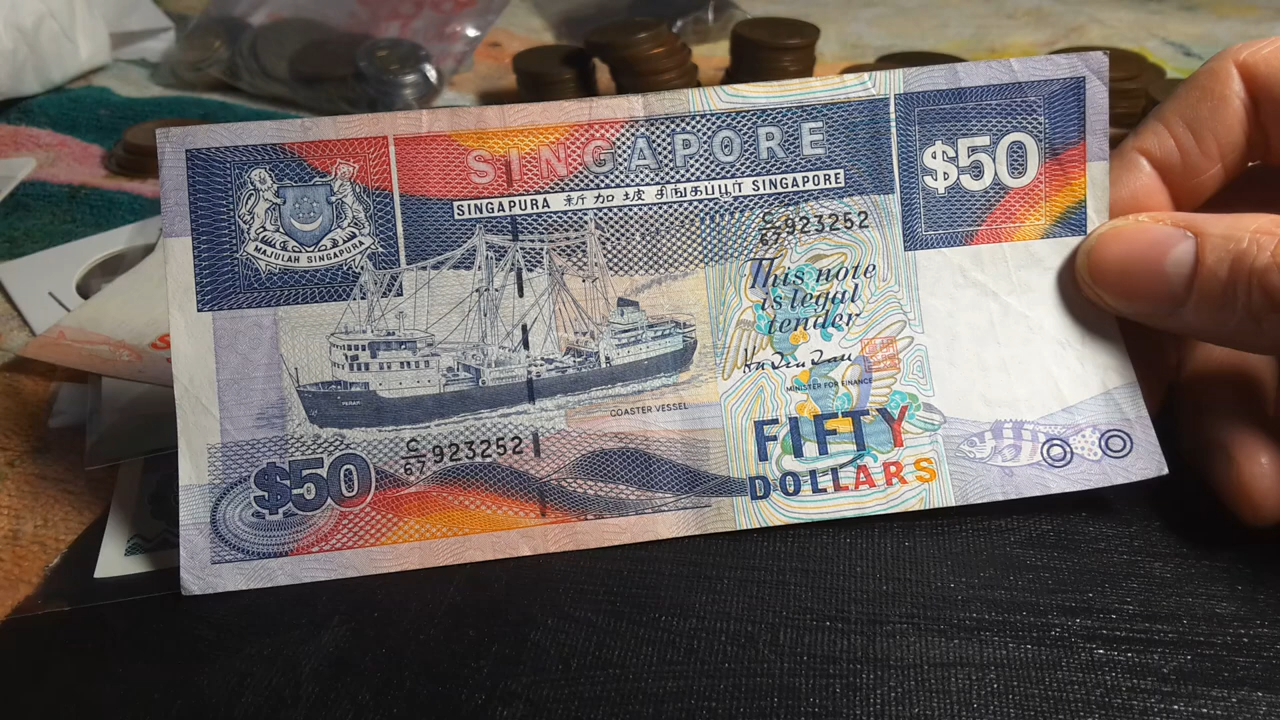 SINGAPORE
SINGAPURA 新加坡 சிங்கப்பூர் SINGAPORE
$50
MAJULAH SINGAPURA
C/67 923252
This note
is legal
tender
MINISTER FOR FINANCE
PERAK
COASTER VESSEL
C/67 923252
FIFTY
DOLLARS
$50